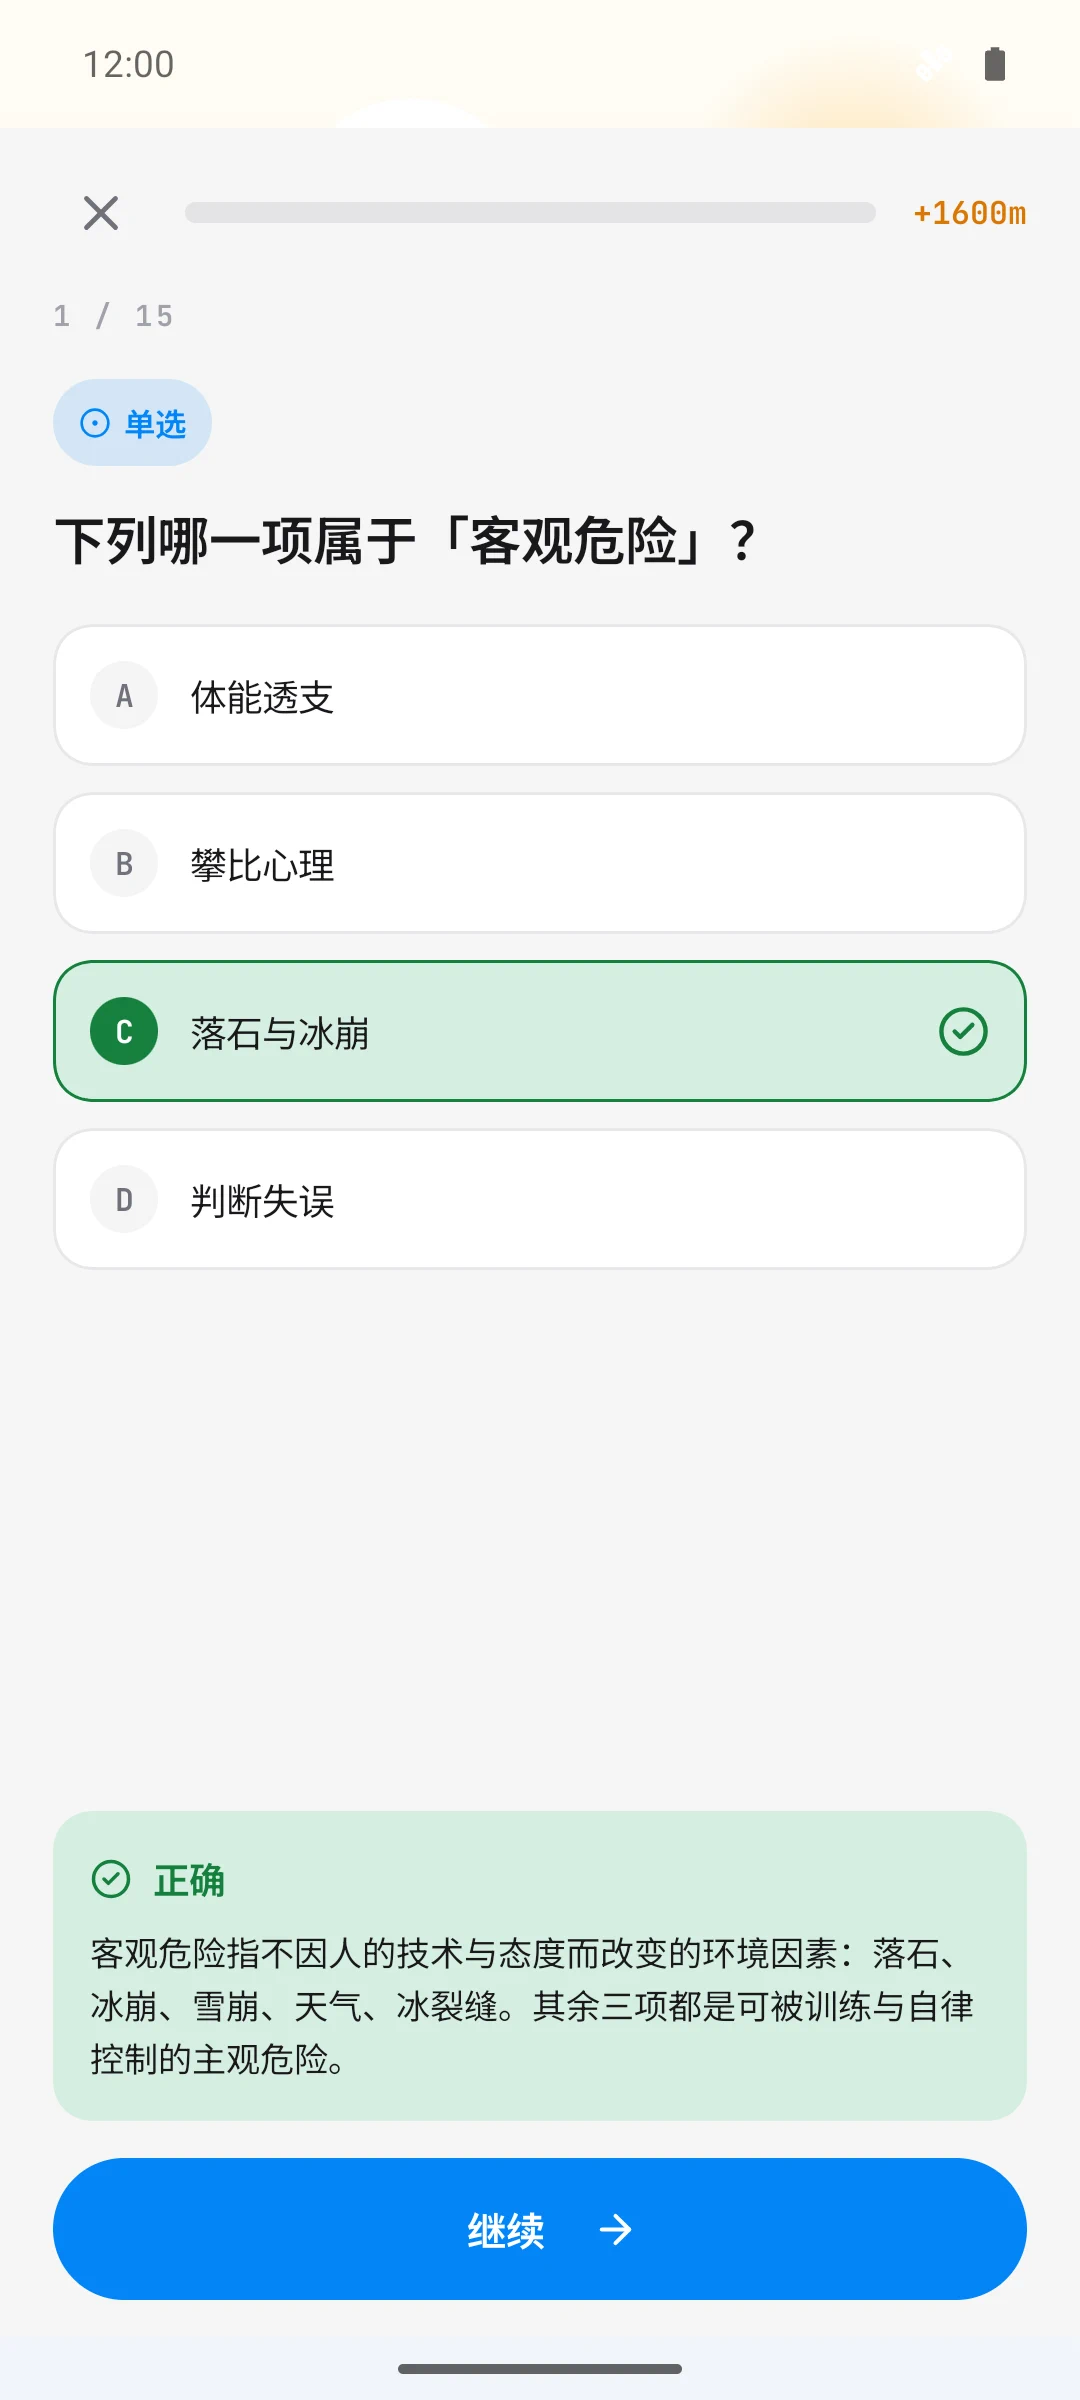 12:00
+1600m
1 / 15
单选
下列哪一项属于「客观危险」？
A 体能透支
B 攀比心理
C 落石与冰崩
D 判断失误
正确
客观危险指不因人的技术与态度而改变的环境因素：落石、
冰崩、雪崩、天气、冰裂缝。其余三项都是可被训练与自律
控制的主观危险。
继续